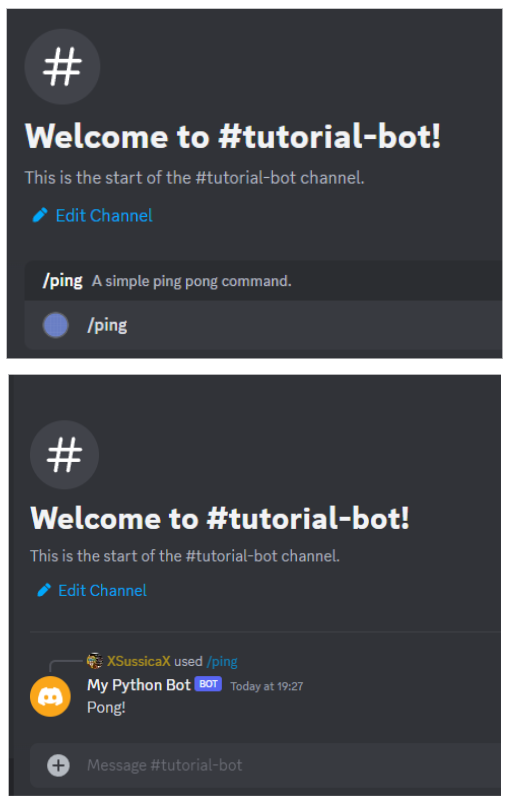 Welcome to #tutorial-bot!
This is the start of the #tutorial-bot channel.
Edit Channel
/ping A simple ping pong command.
/ping
Welcome to #tutorial-bot!
This is the start of the #tutorial-bot channel.
Edit Channel
XSussicaX used /ping
My Python Bot BOT Today at 19:27
Pong!
Message #tutorial-bot